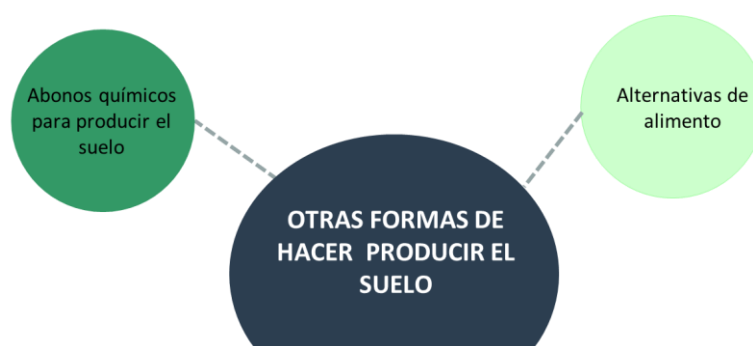 Abonos químicos
para producir el
suelo
Alternativas de
alimento
OTRAS FORMAS DE
HACER  PRODUCIR EL
SUELO